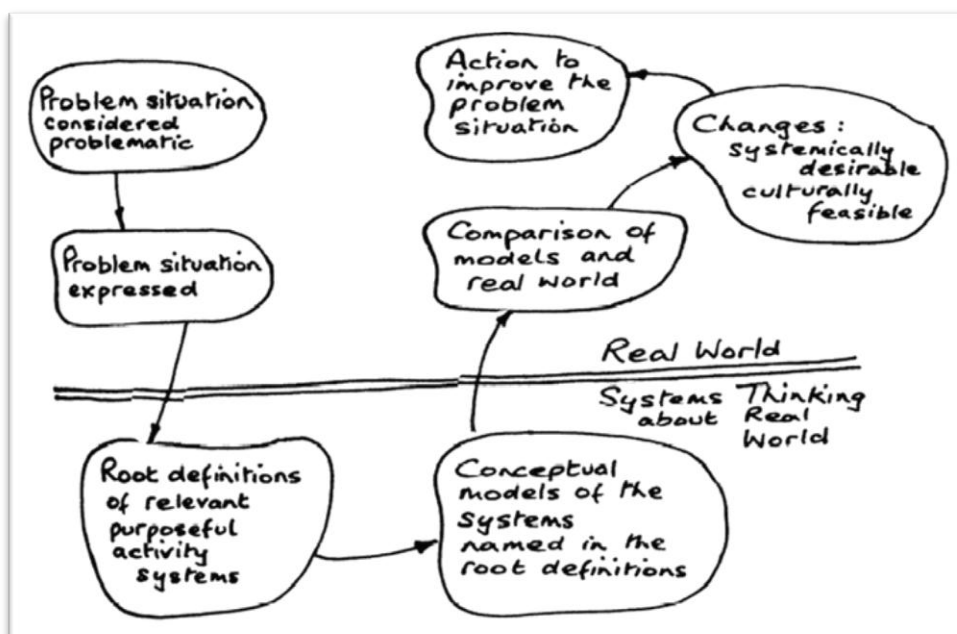 Problem situation
considered
problematic
Problem situation
expressed
Root definitions
of relevant
purposeful
activity
systems
Conceptual
models of the
systems
named in the
root definitions
Comparison of
models and
real world
Changes:
systemically
desirable
culturally
feasible
Action to
improve the
problem
situation
Real World
Systems Thinking
about Real
World